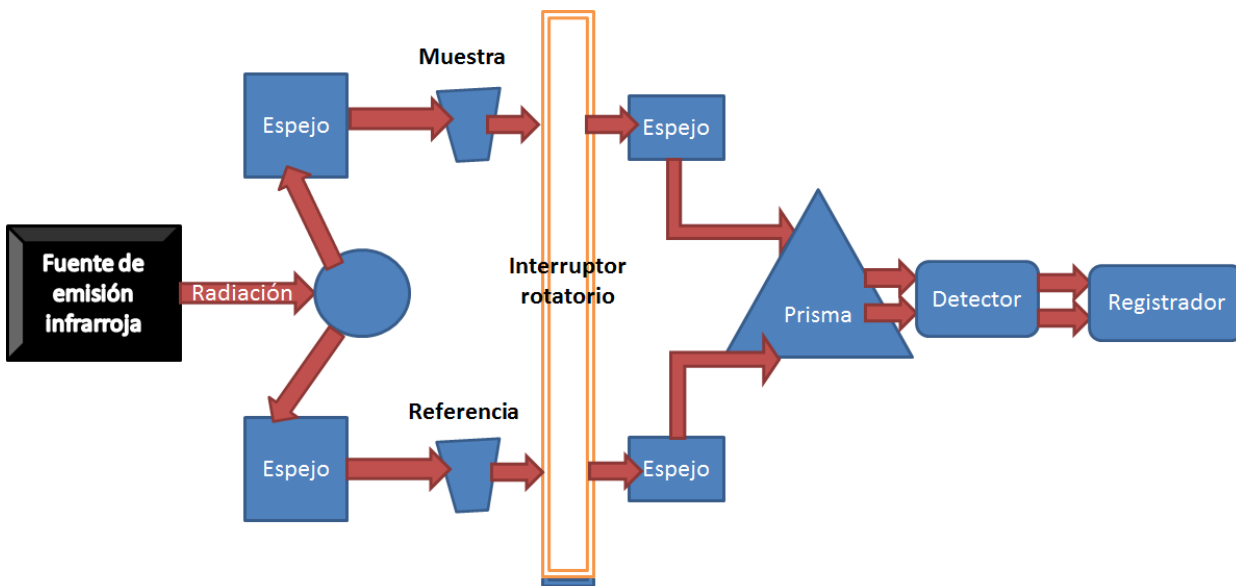 Muestra
Espejo
Espejo
Fuente de
emisión
infrarroja
Radiación
Interruptor
rotatorio
Prisma
Detector
Registrador
Referencia
Espejo
Espejo